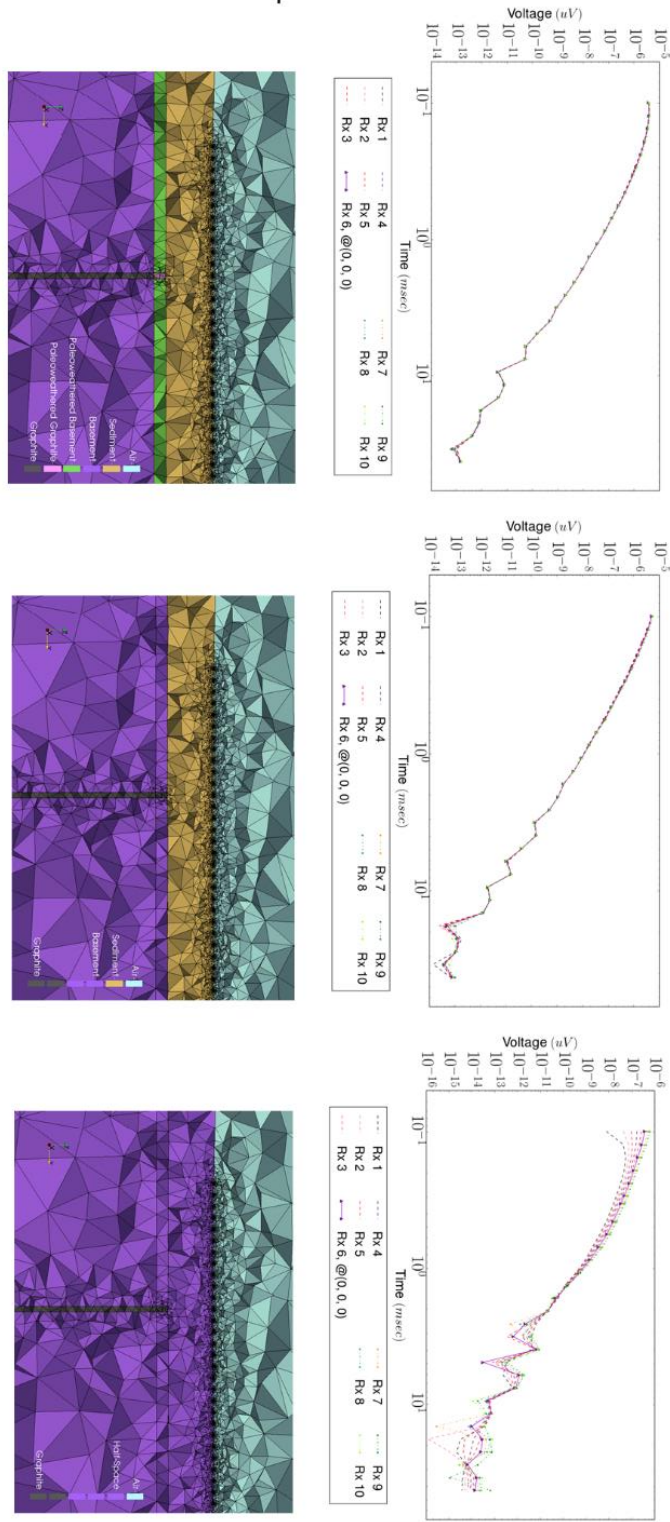 Voltage (uV)
10⁻⁵
10⁻⁶
10⁻⁷
10⁻⁸
10⁻⁹
10⁻¹⁰
10⁻¹¹
10⁻¹²
10⁻¹³
10⁻¹⁴
10⁻¹ 10⁰ 10¹
Time (msec)
Rx 1 Rx 4 Rx 7 Rx 9
Rx 2 Rx 5 Rx 8 Rx 10
Rx 3 Rx 6, @(0, 0, 0)
Air
Sediment
Basement
Paleoweathered Basement
Paleoweathered Graphite
Graphite
Voltage (uV)
10⁻⁵
10⁻⁶
10⁻⁷
10⁻⁸
10⁻⁹
10⁻¹⁰
10⁻¹¹
10⁻¹²
10⁻¹³
10⁻¹⁴
10⁻¹ 10⁰ 10¹
Time (msec)
Rx 1 Rx 4 Rx 7 Rx 9
Rx 2 Rx 5 Rx 8 Rx 10
Rx 3 Rx 6, @(0, 0, 0)
Air
Sediment
Basement
Graphite
Voltage (uV)
10⁻⁶
10⁻⁷
10⁻⁸
10⁻⁹
10⁻¹⁰
10⁻¹¹
10⁻¹²
10⁻¹³
10⁻¹⁴
10⁻¹⁵
10⁻¹⁶
10⁻¹ 10⁰ 10¹
Time (msec)
Rx 1 Rx 4 Rx 7 Rx 9
Rx 2 Rx 5 Rx 8 Rx 10
Rx 3 Rx 6, @(0, 0, 0)
Air
Half-Space
Graphite